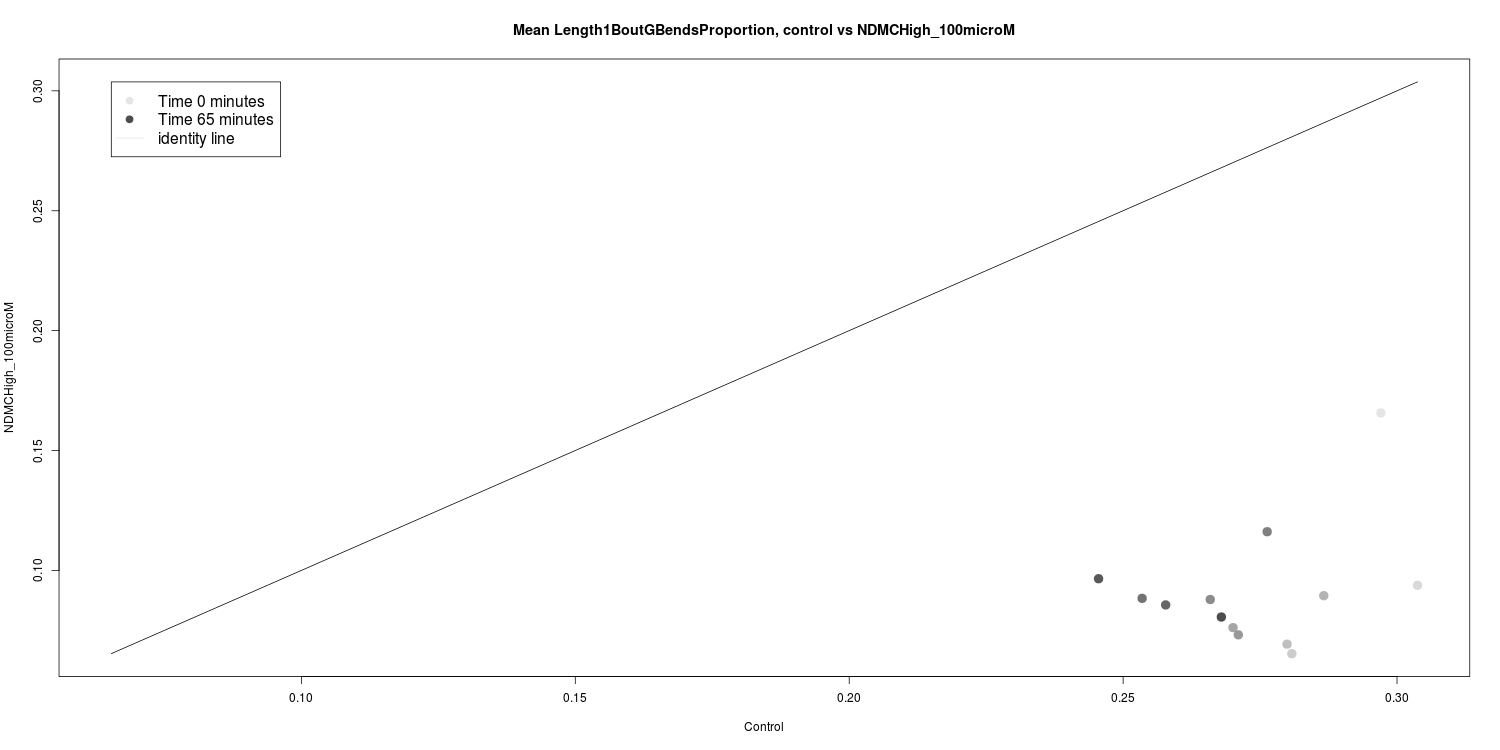 Mean Length1BoutGBendsProportion, control vs NDMCHigh_100microM
Time 0 minutes
Time 65 minutes
identity line
NDMCHigh_100microM
0.30
0.25
0.20
0.15
0.10
0.10 0.15 0.20 0.25 0.30
Control